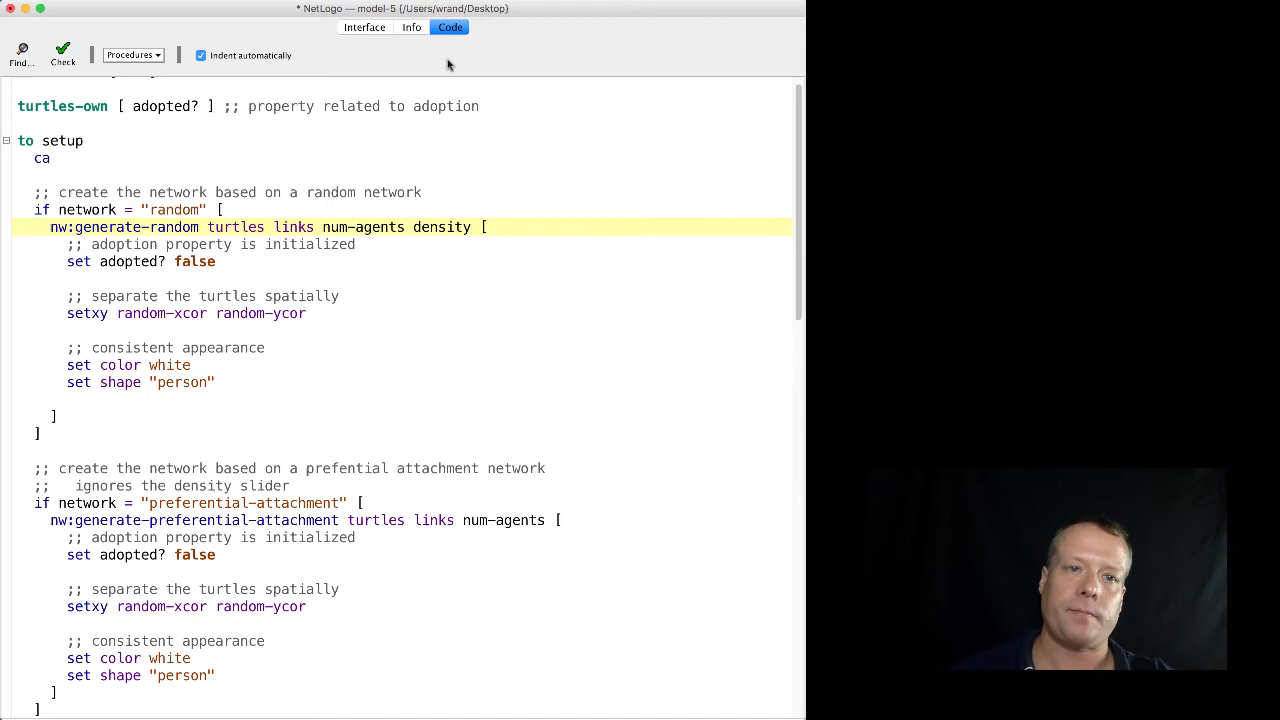 * NetLogo — model-5 {/Users/wrand/Desktop}
Interface Info Code
Find... Check Procedures Indent automatically
turtles-own [ adopted? ] ;; property related to adoption
to setup
ca
;; create the network based on a random network
if network = "random" [
nw:generate-random turtles links num-agents density [
;; adoption property is initialized
set adopted? false
;; separate the turtles spatially
setxy random-xcor random-ycor
;; consistent appearance
set color white
set shape "person"
]
]
;; create the network based on a prefential attachment network
;; ignores the density slider
if network = "preferential-attachment" [
nw:generate-preferential-attachment turtles links num-agents [
;; adoption property is initialized
set adopted? false
;; separate the turtles spatially
setxy random-xcor random-ycor
;; consistent appearance
set color white
set shape "person"
]
]